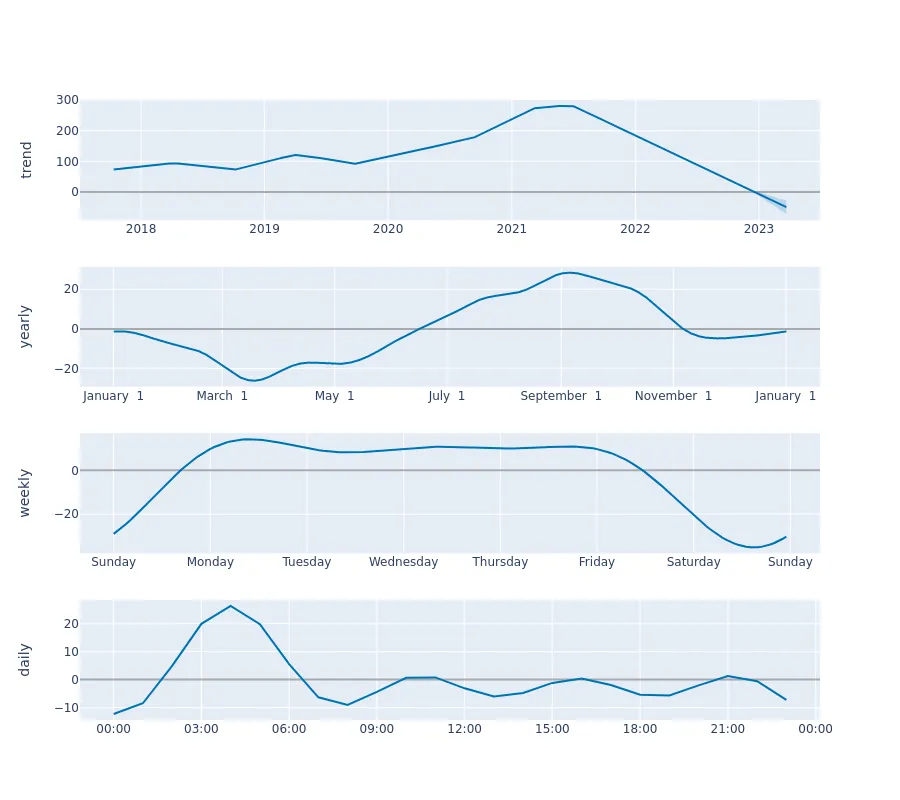 300
200
100
0
trend
2018 2019 2020 2021 2022 2023
20
0
−20
yearly
January 1 March 1 May 1 July 1 September 1 November 1 January 1
0
−20
weekly
Sunday Monday Tuesday Wednesday Thursday Friday Saturday Sunday
20
10
0
−10
daily
00:00 03:00 06:00 09:00 12:00 15:00 18:00 21:00 00:00